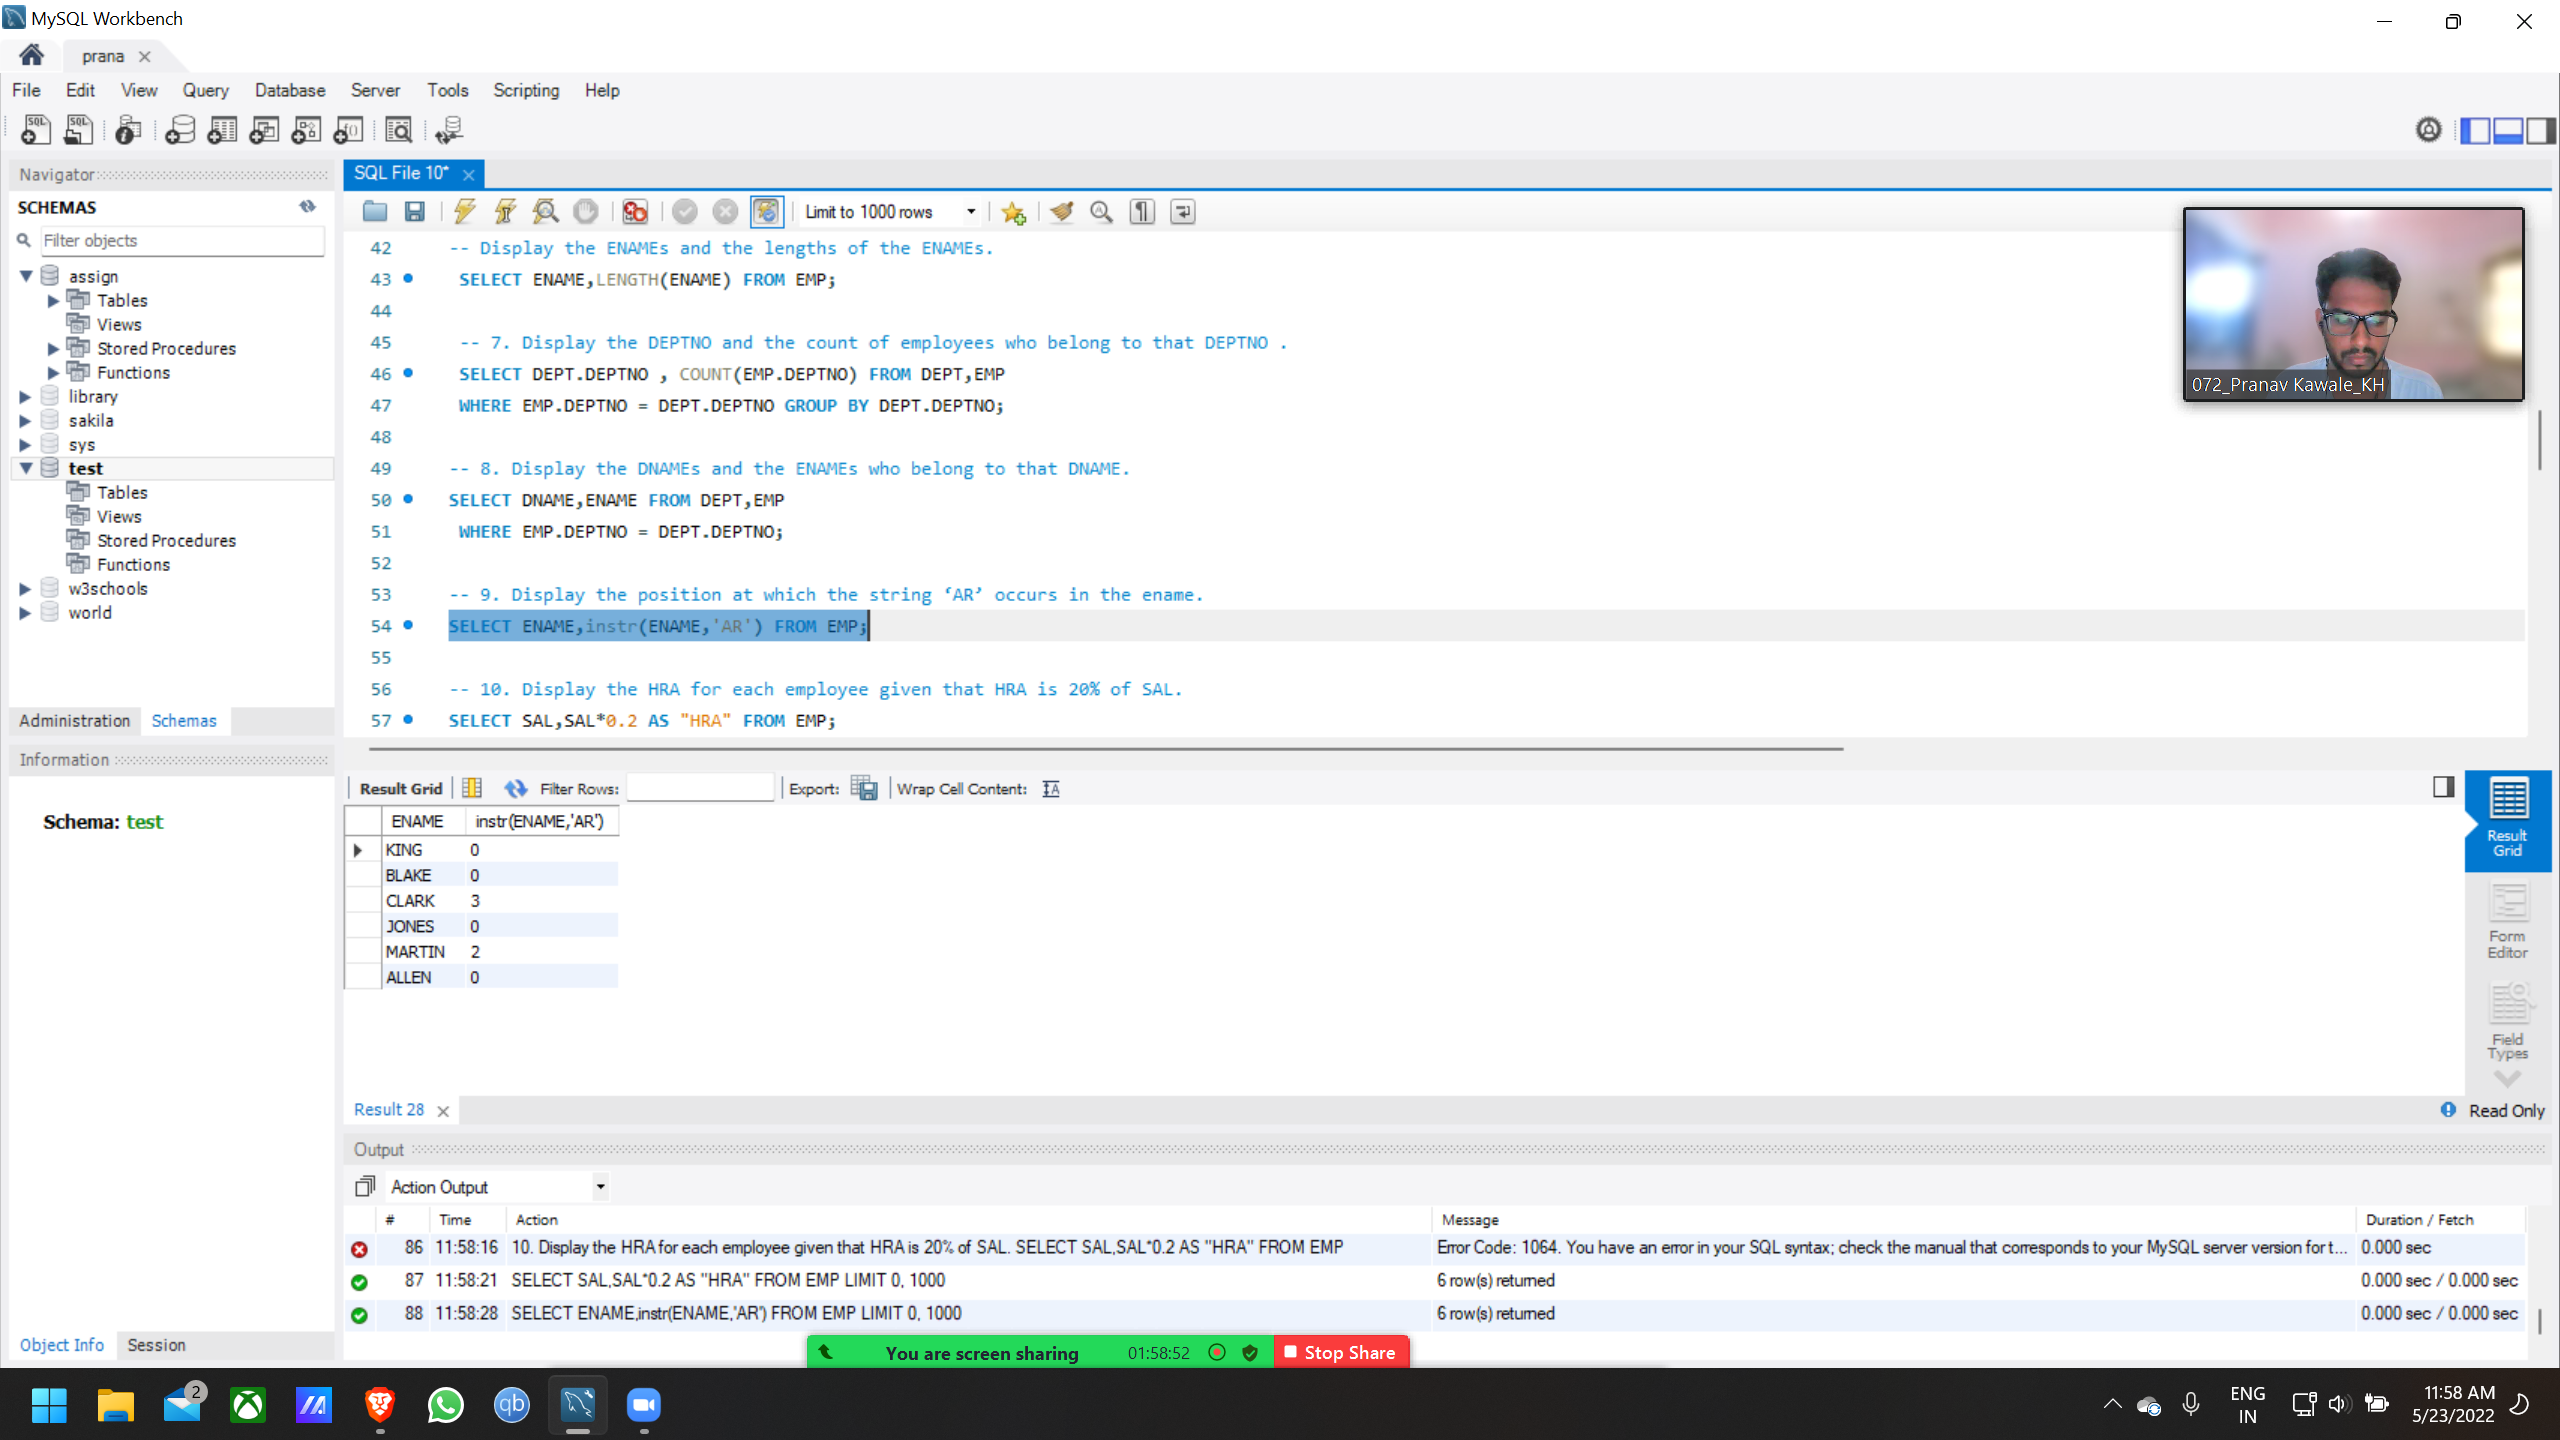 MySQL Workbench
prana
File Edit View Query Database Server Tools Scripting Help
Navigator
SCHEMAS
Filter objects
assign
Tables
Views
Stored Procedures
Functions
library
sakila
sys
test
Tables
Views
Stored Procedures
Functions
w3schools
world
Administration Schemas
Information
Schema: test
Object Info Session
SQL File 10*
Limit to 1000 rows
42 -- Display the ENAMEs and the lengths of the ENAMEs.
43 SELECT ENAME,LENGTH(ENAME) FROM EMP;
44
45 -- 7. Display the DEPTNO and the count of employees who belong to that DEPTNO .
46 SELECT DEPT.DEPTNO , COUNT(EMP.DEPTNO) FROM DEPT,EMP
47 WHERE EMP.DEPTNO = DEPT.DEPTNO GROUP BY DEPT.DEPTNO;
48
49 -- 8. Display the DNAMEs and the ENAMEs who belong to that DNAME.
50 SELECT DNAME,ENAME FROM DEPT,EMP
51 WHERE EMP.DEPTNO = DEPT.DEPTNO;
52
53 -- 9. Display the position at which the string ‘AR’ occurs in the ename.
54 SELECT ENAME,instr(ENAME,'AR') FROM EMP;
55
56 -- 10. Display the HRA for each employee given that HRA is 20% of SAL.
57 SELECT SAL,SAL*0.2 AS "HRA" FROM EMP;
072_Pranav Kawale_KH
Result Grid Filter Rows: Export: Wrap Cell Content:
ENAME instr(ENAME,'AR')
KING 0
BLAKE 0
CLARK 3
JONES 0
MARTIN 2
ALLEN 0
Result
Grid
Form
Editor
Field
Types
Result 28
Read Only
Output
Action Output
# Time Action Message Duration / Fetch
86 11:58:16 10. Display the HRA for each employee given that HRA is 20% of SAL. SELECT SAL,SAL*0.2 AS "HRA" FROM EMP Error Code: 1064. You have an error in your SQL syntax; check the manual that corresponds to your MySQL server version for t... 0.000 sec
87 11:58:21 SELECT SAL,SAL*0.2 AS "HRA" FROM EMP LIMIT 0, 1000 6 row(s) returned 0.000 sec / 0.000 sec
88 11:58:28 SELECT ENAME,instr(ENAME,'AR') FROM EMP LIMIT 0, 1000 6 row(s) returned 0.000 sec / 0.000 sec
You are screen sharing 01:58:52 Stop Share
2
qb
ENG
IN
11:58 AM
5/23/2022